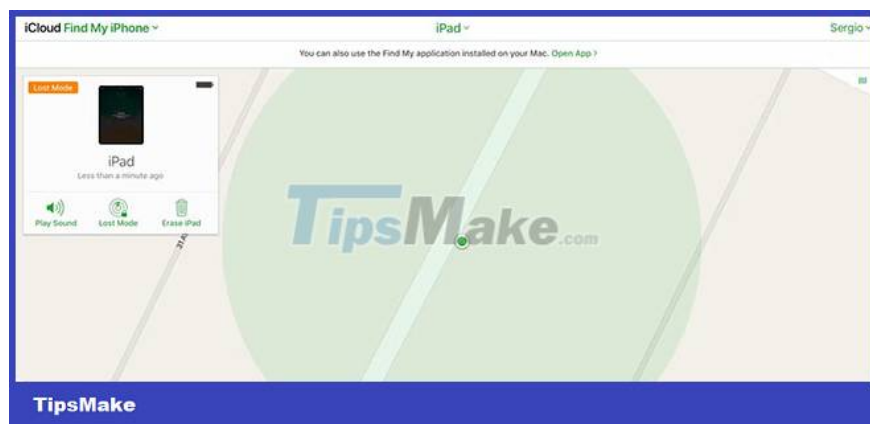 iCloud Find My iPhone
iPad
Sergio
You can also use the Find My application installed on your Mac. Open App >
Lost Mode
iPad
Less than a minute ago
Play Sound
Lost Mode
Erase iPad
TipsMake.com
TipsMake